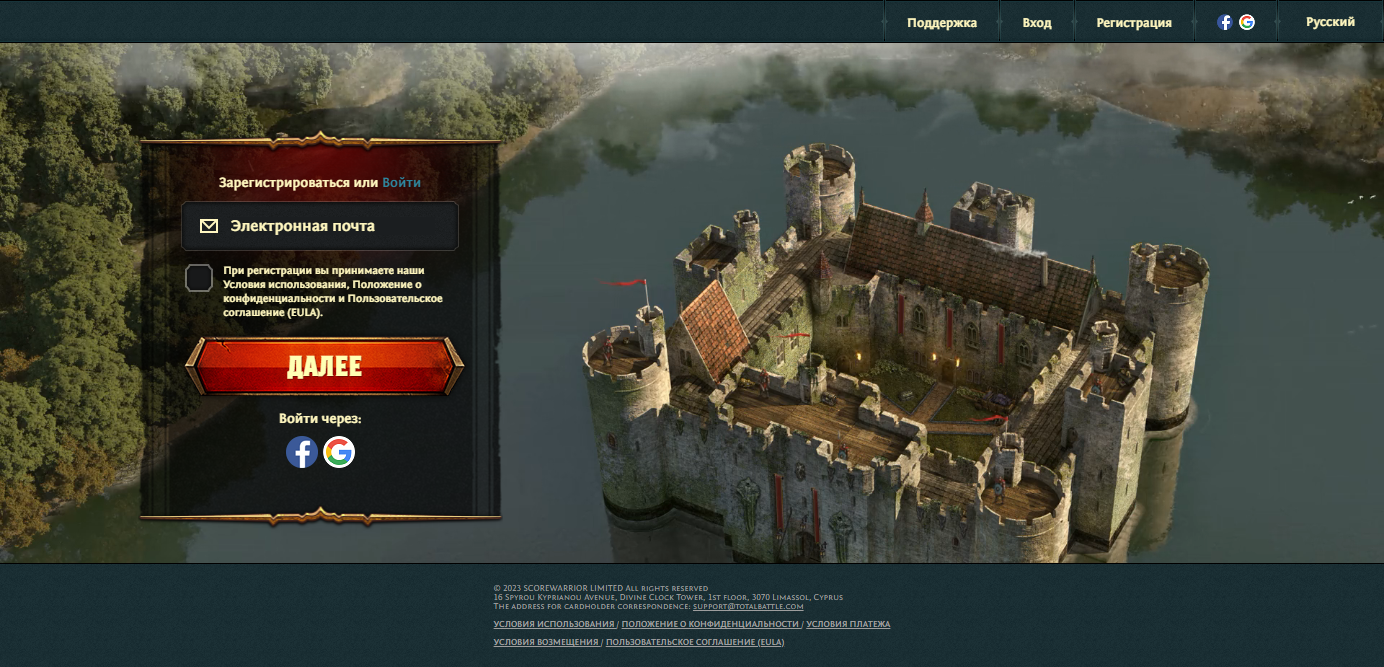 Поддержка Вход Регистрация Русский
Зарегистрироваться или Войти
Электронная почта
При регистрации вы принимаете наши
Условия использования, Положение о
конфиденциальности и Пользовательское
соглашение (EULA).
ДАЛЕЕ
Войти через:
© 2023 SCOREWARRIOR LIMITED All rights reserved
16 Spyrou Kyprianou Avenue, Divine Clock Tower, 1st floor, 3070 Limassol, Cyprus
The address for cardholder correspondence: support@totalbattle.com
УСЛОВИЯ ИСПОЛЬЗОВАНИЯ / ПОЛОЖЕНИЕ О КОНФИДЕНЦИАЛЬНОСТИ / УСЛОВИЯ ПЛАТЕЖА
УСЛОВИЯ ВОЗМЕЩЕНИЯ / ПОЛЬЗОВАТЕЛЬСКОЕ СОГЛАШЕНИЕ (EULA)